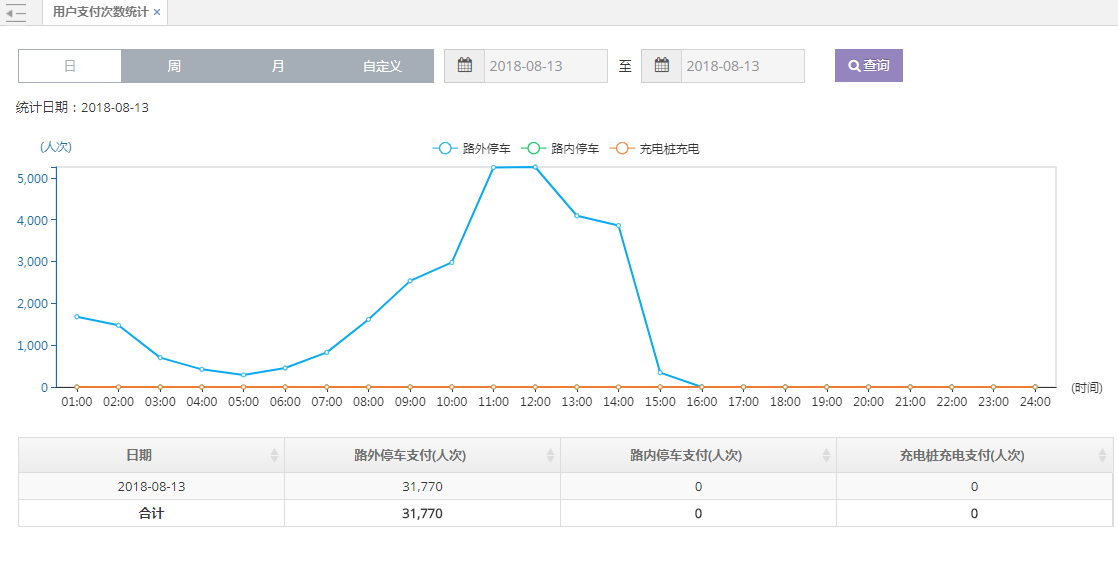 用户支付次数统计 ×
日 周 月 自定义 2018-08-13 至 2018-08-13 查询
统计日期：2018-08-13
(人次) 路外停车 路内停车 充电桩充电
5,000
4,000
3,000
2,000
1,000
0
01:00 02:00 03:00 04:00 05:00 06:00 07:00 08:00 09:00 10:00 11:00 12:00 13:00 14:00 15:00 16:00 17:00 18:00 19:00 20:00 21:00 22:00 23:00 24:00 (时间)
日期 路外停车支付(人次) 路内停车支付(人次) 充电桩充电支付(人次)
2018-08-13 31,770 0 0
合计 31,770 0 0